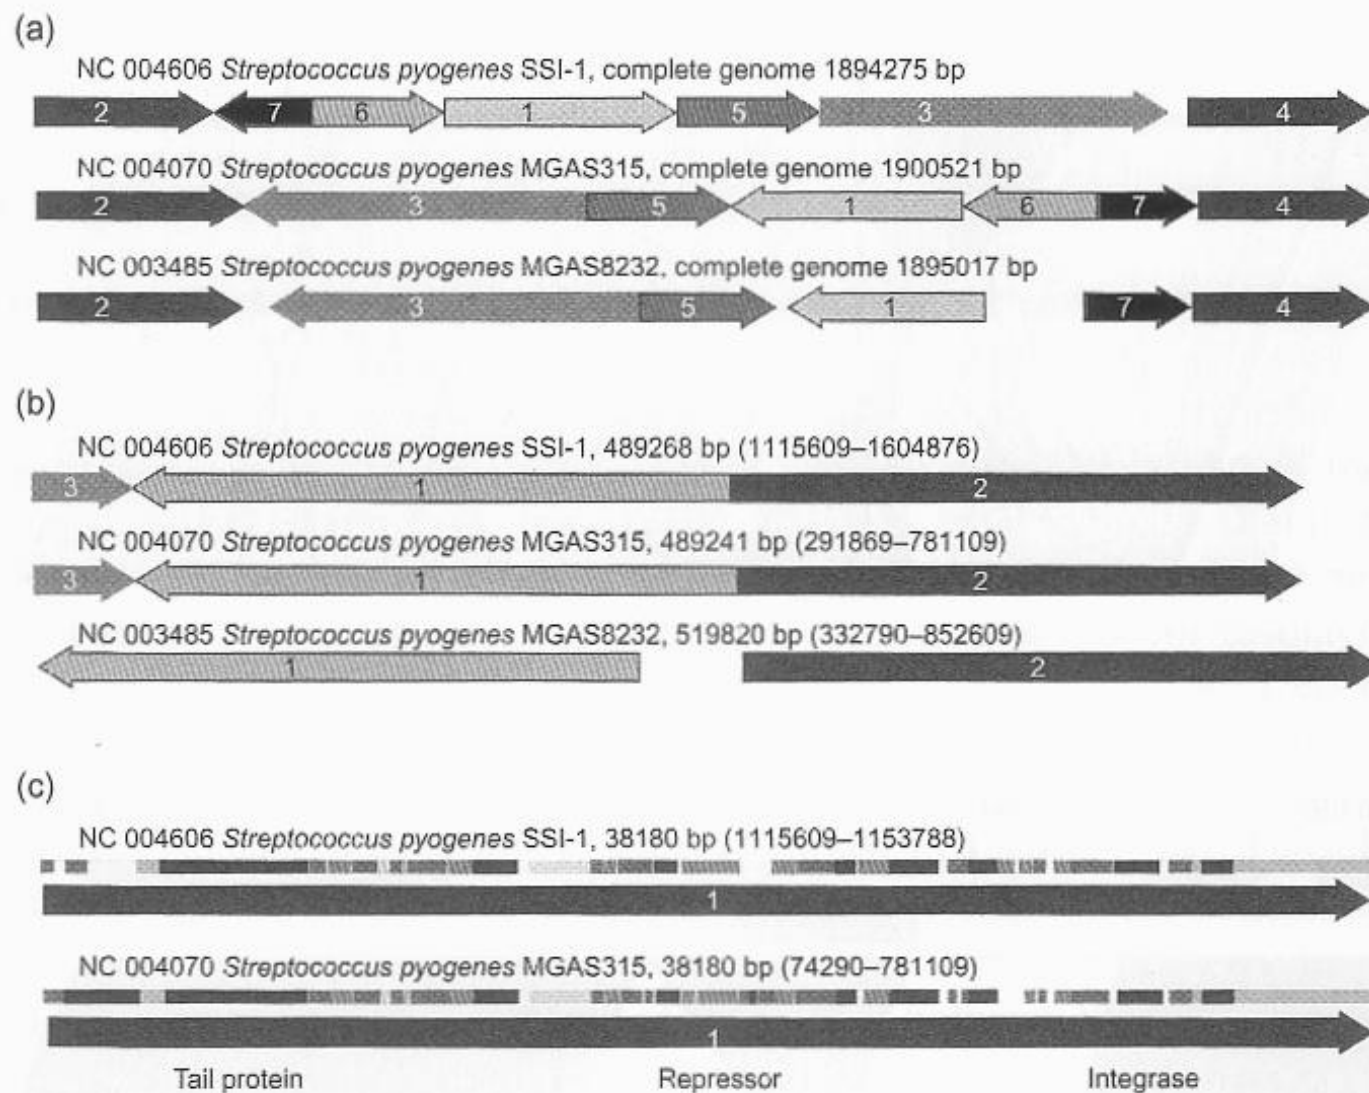 (a)
NC 004606 Streptococcus pyogenes SSI-1, complete genome 1894275 bp
2 7 6 1 5 3 4
NC 004070 Streptococcus pyogenes MGAS315, complete genome 1900521 bp
2 3 5 1 6 7 4
NC 003485 Streptococcus pyogenes MGAS8232, complete genome 1895017 bp
2 3 5 1 7 4
(b)
NC 004606 Streptococcus pyogenes SSI-1, 489268 bp (1115609–1604876)
3 1 2
NC 004070 Streptococcus pyogenes MGAS315, 489241 bp (291869–781109)
3 1 2
NC 003485 Streptococcus pyogenes MGAS8232, 519820 bp (332790–852609)
1 2
(c)
NC 004606 Streptococcus pyogenes SSI-1, 38180 bp (1115609–1153788)
1
NC 004070 Streptococcus pyogenes MGAS315, 38180 bp (74290–781109)
1
Tail protein Repressor Integrase